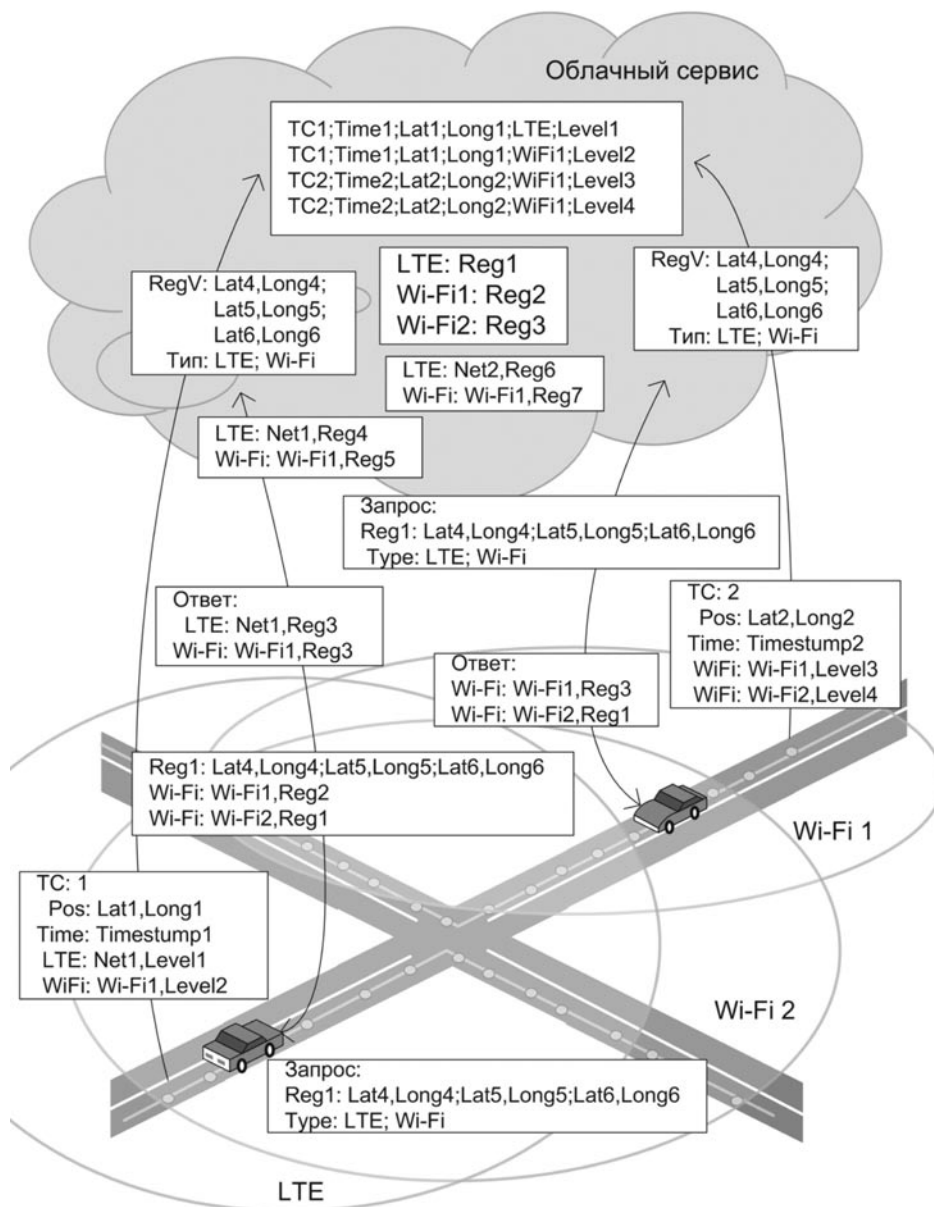 Облачный сервис
TC1;Time1;Lat1;Long1;LTE;Level1
TC1;Time1;Lat1;Long1;WiFi1;Level2
TC2;Time2;Lat2;Long2;WiFi1;Level3
TC2;Time2;Lat2;Long2;WiFi1;Level4
RegV: Lat4,Long4;
Lat5,Long5;
Lat6,Long6
Тип: LTE; Wi-Fi
LTE: Reg1
Wi-Fi1: Reg2
Wi-Fi2: Reg3
RegV: Lat4,Long4;
Lat5,Long5;
Lat6,Long6
Тип: LTE; Wi-Fi
LTE: Net2,Reg6
Wi-Fi: Wi-Fi1,Reg7
LTE: Net1,Reg4
Wi-Fi: Wi-Fi1,Reg5
Запрос:
Reg1: Lat4,Long4;Lat5,Long5;Lat6,Long6
Type: LTE; Wi-Fi
Ответ:
LTE: Net1,Reg3
Wi-Fi: Wi-Fi1,Reg3
Ответ:
Wi-Fi: Wi-Fi1,Reg3
Wi-Fi: Wi-Fi2,Reg1
TC: 2
Pos: Lat2,Long2
Time: Timestump2
WiFi: Wi-Fi1,Level3
WiFi: Wi-Fi2,Level4
Reg1: Lat4,Long4;Lat5,Long5;Lat6,Long6
Wi-Fi: Wi-Fi1,Reg2
Wi-Fi: Wi-Fi2,Reg1
Wi-Fi 1
TC: 1
Pos: Lat1,Long1
Time: Timestump1
LTE: Net1,Level1
WiFi: Wi-Fi1,Level2
Wi-Fi 2
Запрос:
Reg1: Lat4,Long4;Lat5,Long5;Lat6,Long6
Type: LTE; Wi-Fi
LTE